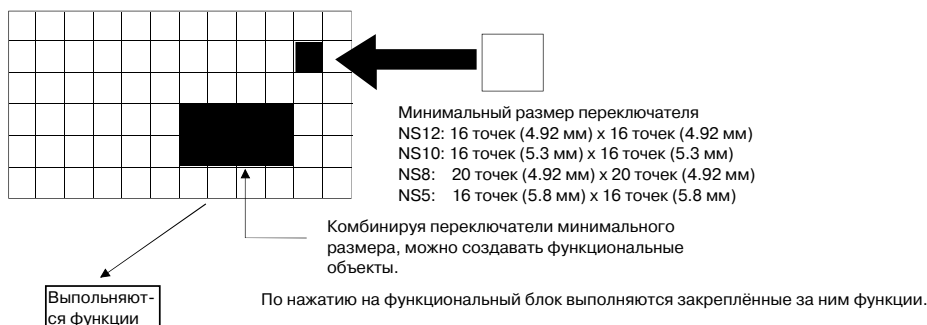 Минимальный размер переключателя
NS12: 16 точек (4.92 мм) x 16 точек (4.92 мм)
NS10: 16 точек (5.3 мм) x 16 точек (5.3 мм)
NS8: 20 точек (4.92 мм) x 20 точек (4.92 мм)
NS5: 16 точек (5.8 мм) x 16 точек (5.8 мм)
Комбинируя переключатели минимального
размера, можно создавать функциональные
объекты.
Выпольняют-
ся функции
По нажатию на функциональный блок выполняются закреплённые за ним функции.